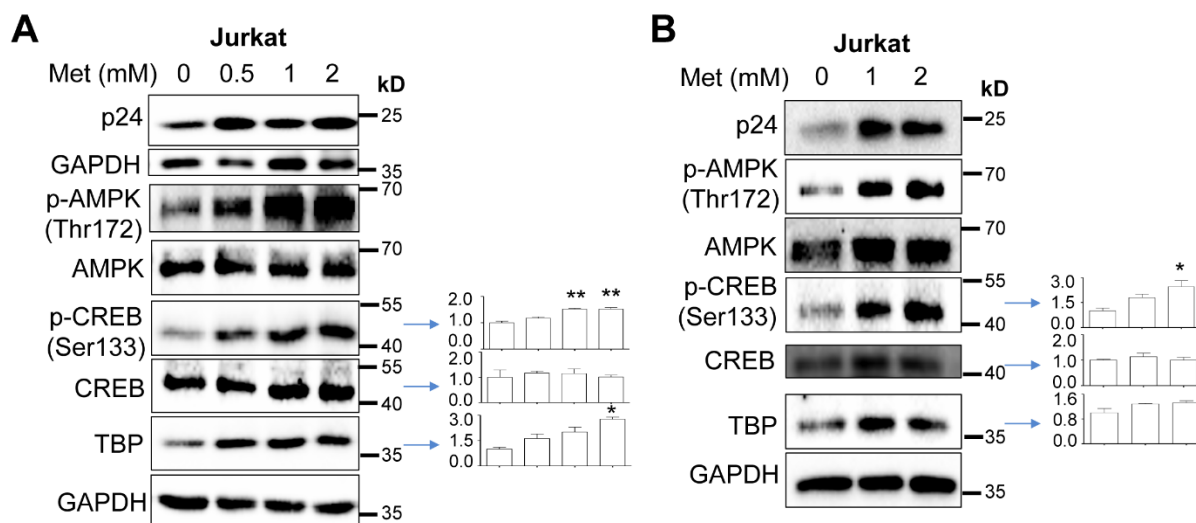 A
Jurkat
Met (mM) 0 0.5 1 2 kD
p24 25
GAPDH 35
p-AMPK (Thr172) 70
AMPK 70
p-CREB (Ser133) 55 40
2.0 1.0 0.0 ** **
CREB 55 40
2.0 1.0 0.0
TBP 35
3.0 1.5 0.0 *
GAPDH 35
B
Jurkat
Met (mM) 0 1 2 kD
p24 25
p-AMPK (Thr172) 70
AMPK 70
p-CREB (Ser133) 55 40
3.0 1.5 0.0 *
CREB 40
2.0 1.0 0.0
TBP 35
1.6 0.8 0.0
GAPDH 35